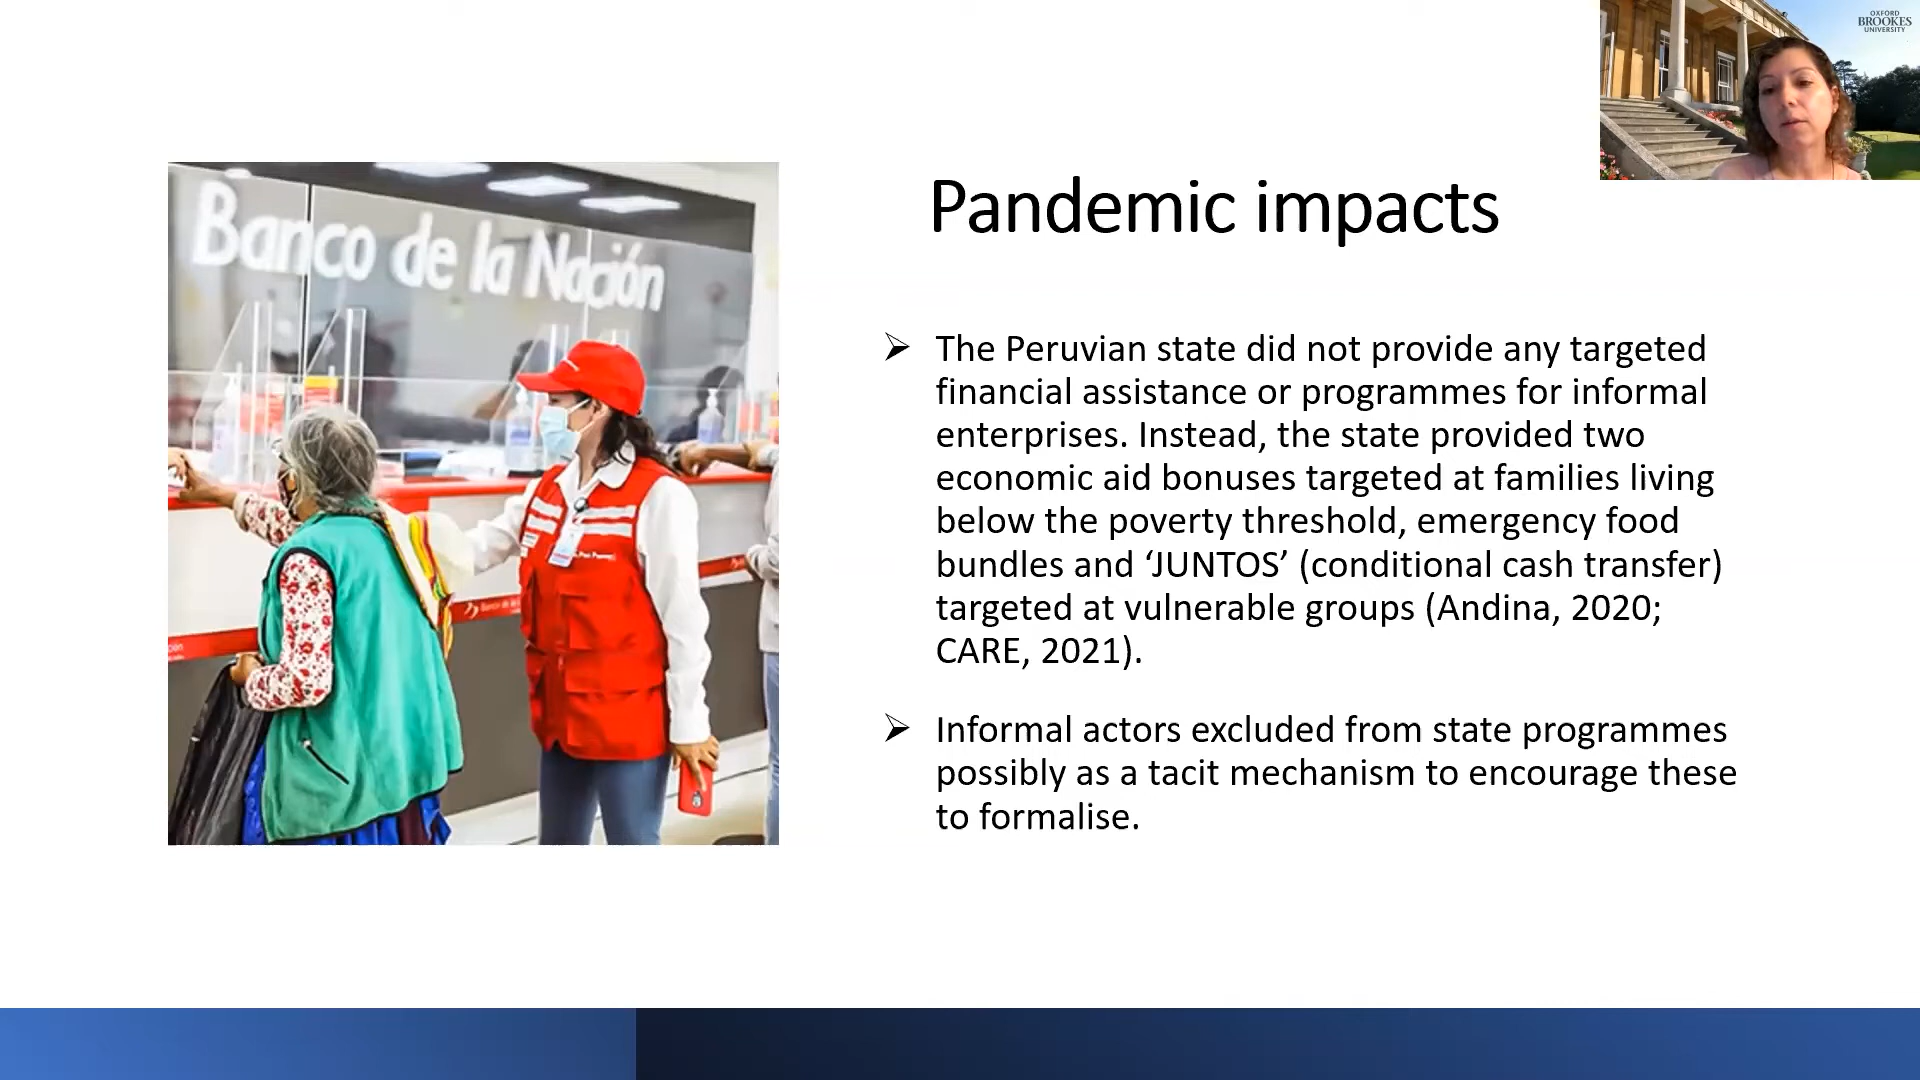 OXFORD
BROOKES
UNIVERSITY
Banco de la Nación
Pandemic impacts
➢ The Peruvian state did not provide any targeted
financial assistance or programmes for informal
enterprises. Instead, the state provided two
economic aid bonuses targeted at families living
below the poverty threshold, emergency food
bundles and ‘JUNTOS’ (conditional cash transfer)
targeted at vulnerable groups (Andina, 2020;
CARE, 2021).
➢ Informal actors excluded from state programmes
possibly as a tacit mechanism to encourage these
to formalise.